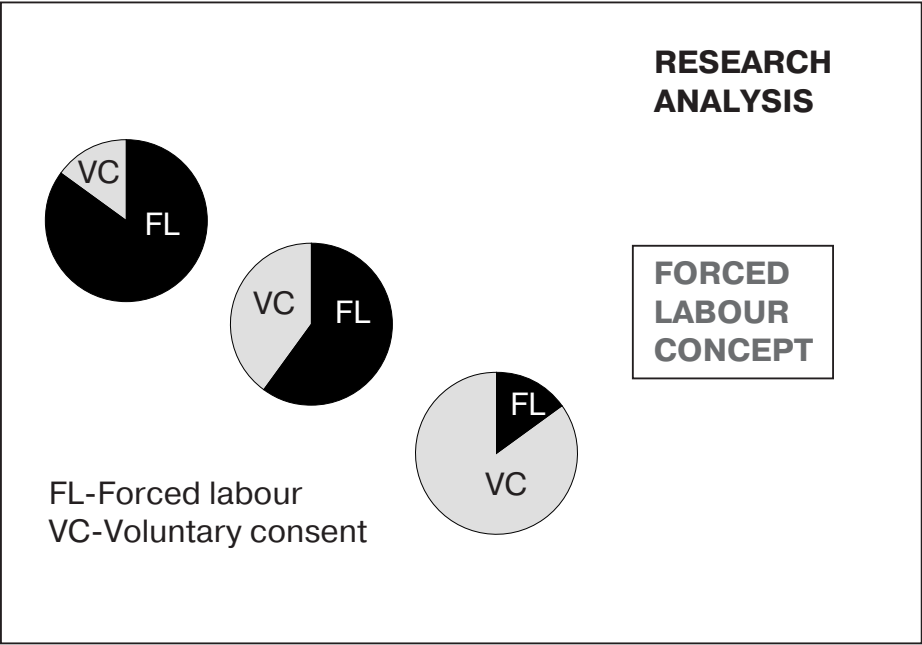 RESEARCH
ANALYSIS
VC
FL
VC
FL
FORCED
LABOUR
CONCEPT
FL
VC
FL-Forced labour
VC-Voluntary consent